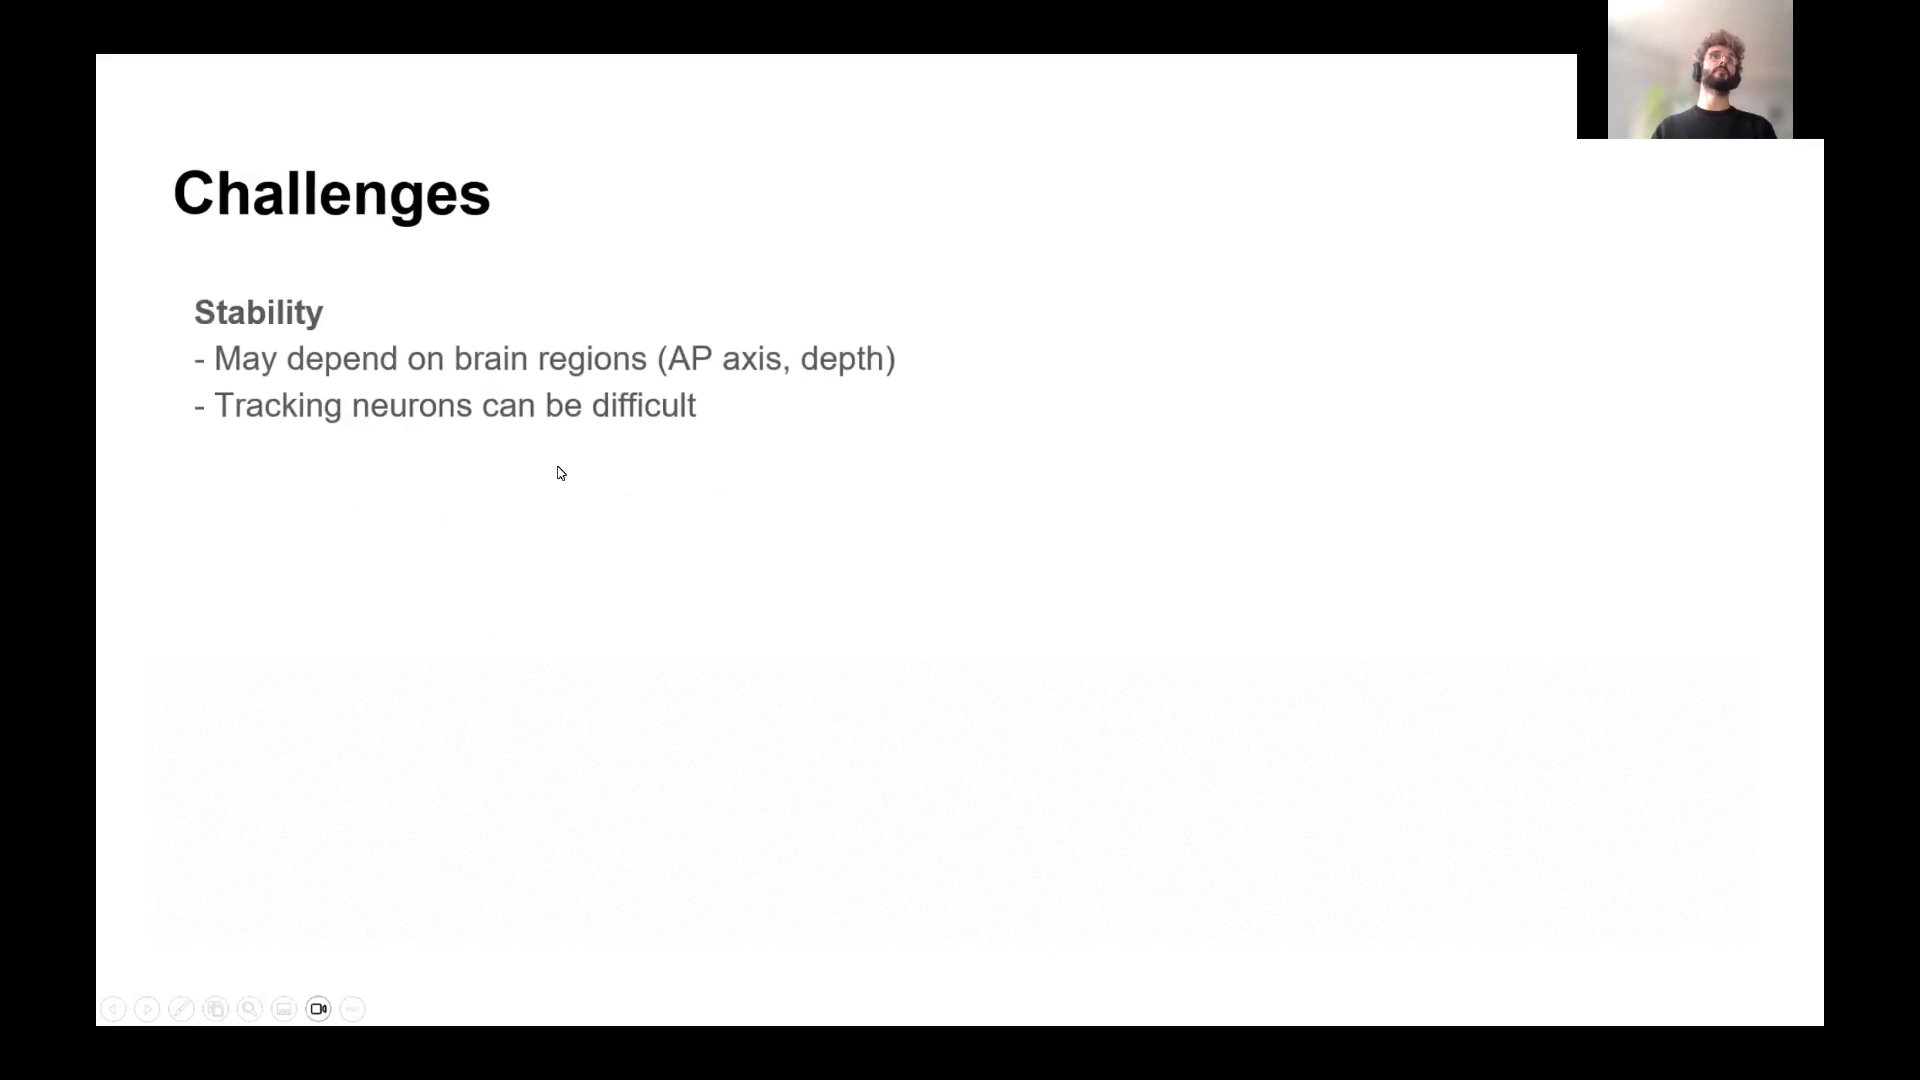 Challenges
Stability
- May depend on brain regions (AP axis, depth)
- Tracking neurons can be difficult